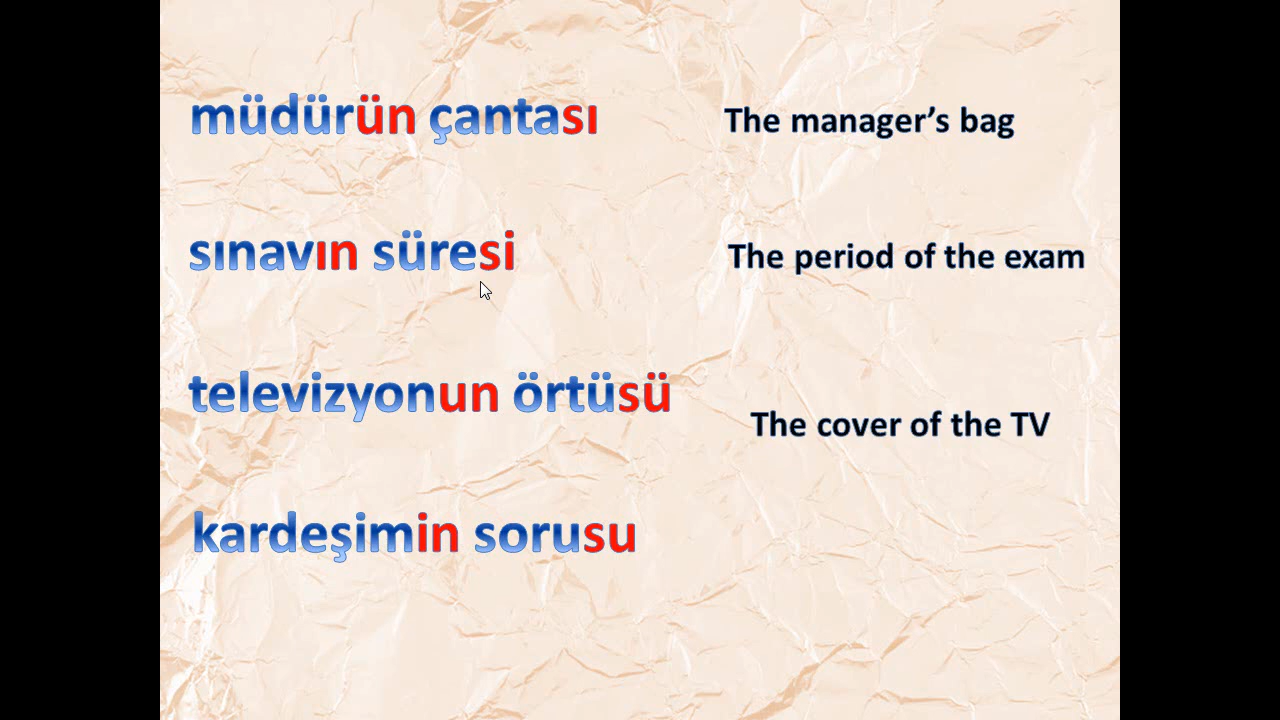 müdürün çantası
The manager’s bag
sınavın süresi
The period of the exam
televizyonun örtüsü
The cover of the TV
kardeşimin sorusu